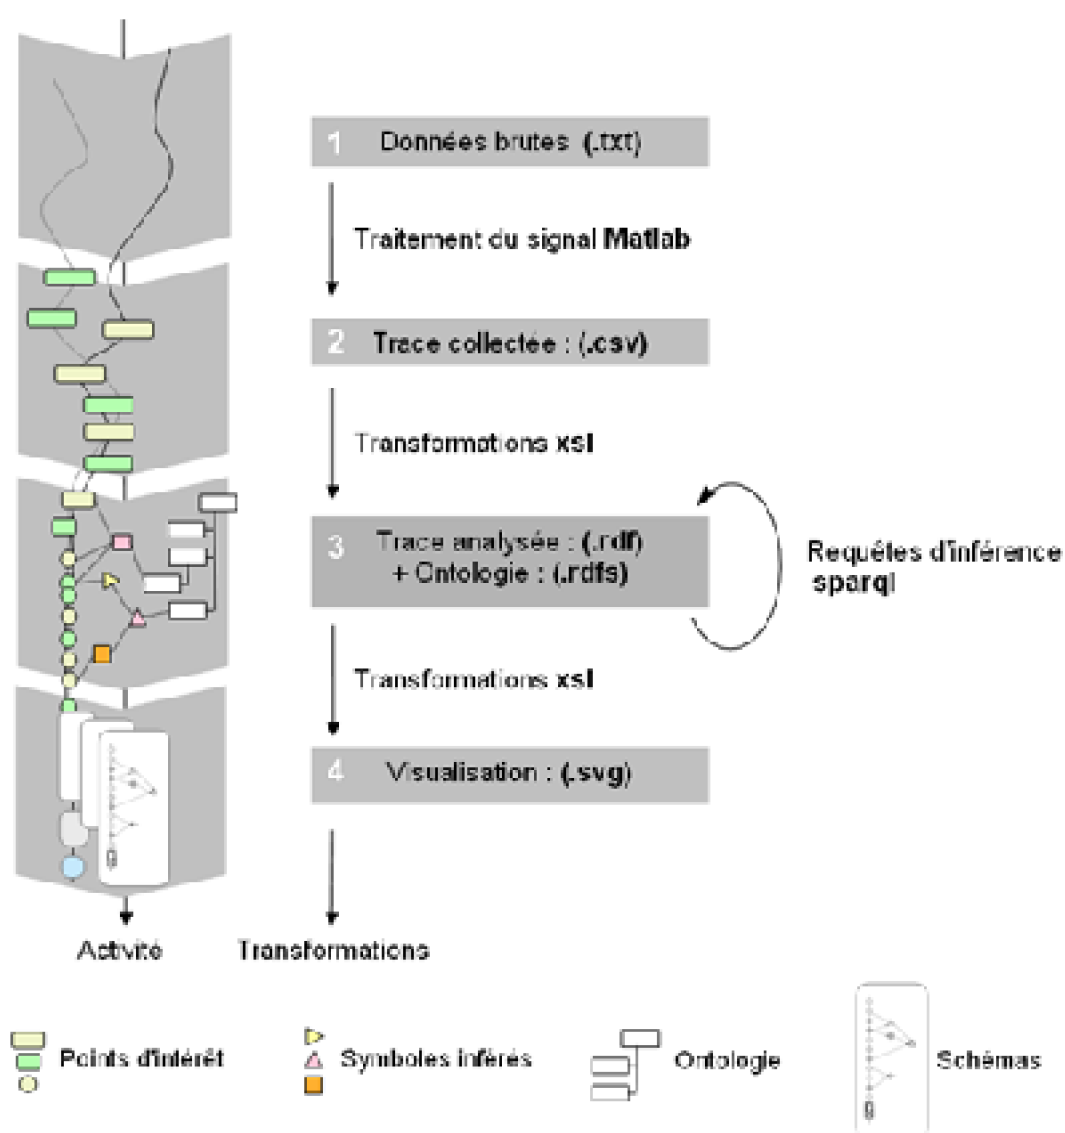 1 Données brutes (.txt)
Traitement du signal Matlab
2 Trace collectée : (.csv)
Transformations xsl
3 Trace analysée : (.rdf)
+ Ontologie : (.rdfs)
Requêtes d'inférence
sparql
Transformations xsl
4 Visualisation : (.svg)
Activité
Transformations
Points d'intérêt
Symboles inférés
Ontologie
Schémas